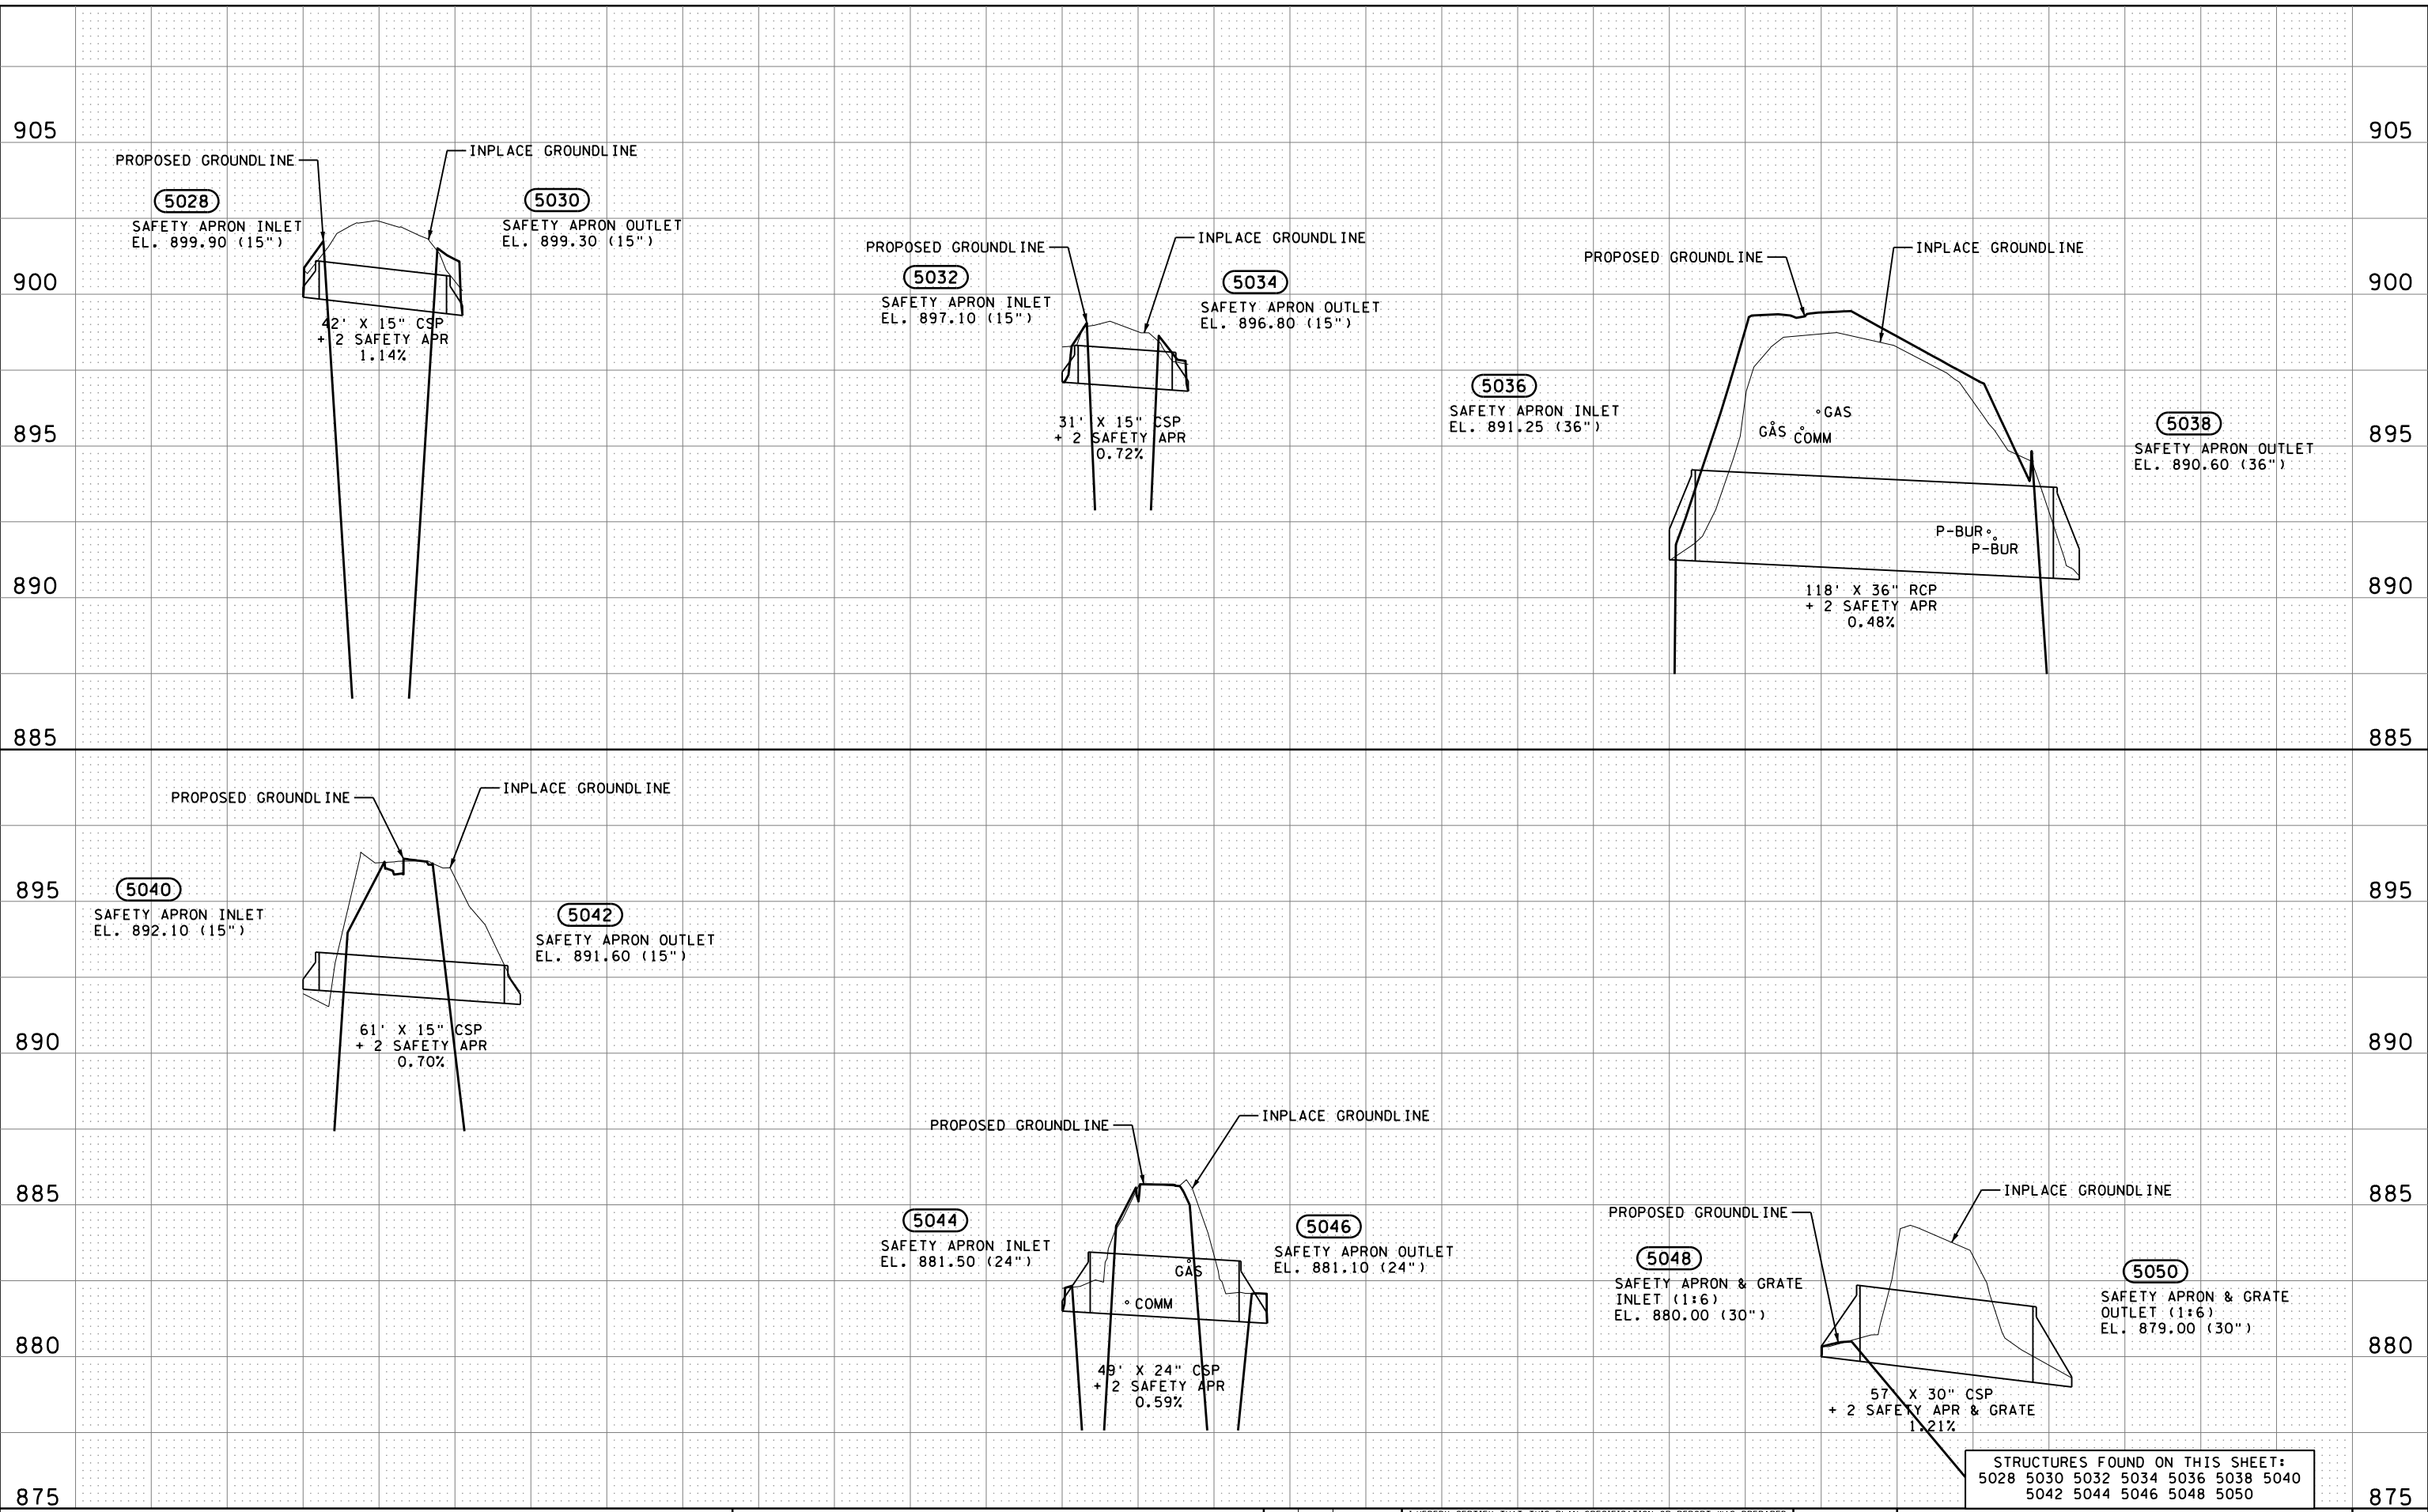 905
905
PROPOSED GROUNDLINE
INPLACE GROUNDLINE
5028
SAFETY APRON INLET
EL. 899.90 (15")
5030
SAFETY APRON OUTLET
EL. 899.30 (15")
42' X 15" CSP
+ 2 SAFETY APR
1.14%
PROPOSED GROUNDLINE
INPLACE GROUNDLINE
5032
SAFETY APRON INLET
EL. 897.10 (15")
5034
SAFETY APRON OUTLET
EL. 896.80 (15")
31' X 15" CSP
+ 2 SAFETY APR
0.72%
PROPOSED GROUNDLINE
INPLACE GROUNDLINE
5036
SAFETY APRON INLET
EL. 891.25 (36")
GAS
GAS
COMM
5038
SAFETY APRON OUTLET
EL. 890.60 (36")
P-BUR
P-BUR
118' X 36" RCP
+ 2 SAFETY APR
0.48%
900
900
895
895
890
890
885
885
PROPOSED GROUNDLINE
INPLACE GROUNDLINE
5040
SAFETY APRON INLET
EL. 892.10 (15")
5042
SAFETY APRON OUTLET
EL. 891.60 (15")
61' X 15" CSP
+ 2 SAFETY APR
0.70%
895
895
890
890
PROPOSED GROUNDLINE
INPLACE GROUNDLINE
5044
SAFETY APRON INLET
EL. 881.50 (24")
5046
SAFETY APRON OUTLET
EL. 881.10 (24")
GAS
COMM
49' X 24" CSP
+ 2 SAFETY APR
0.59%
PROPOSED GROUNDLINE
INPLACE GROUNDLINE
5048
SAFETY APRON & GRATE
INLET (1:6)
EL. 880.00 (30")
5050
SAFETY APRON & GRATE
OUTLET (1:6)
EL. 879.00 (30")
57' X 30" CSP
+ 2 SAFETY APR & GRATE
1.21%
885
885
880
880
STRUCTURES FOUND ON THIS SHEET:
5028 5030 5032 5034 5036 5038 5040
5042 5044 5046 5048 5050
875
875